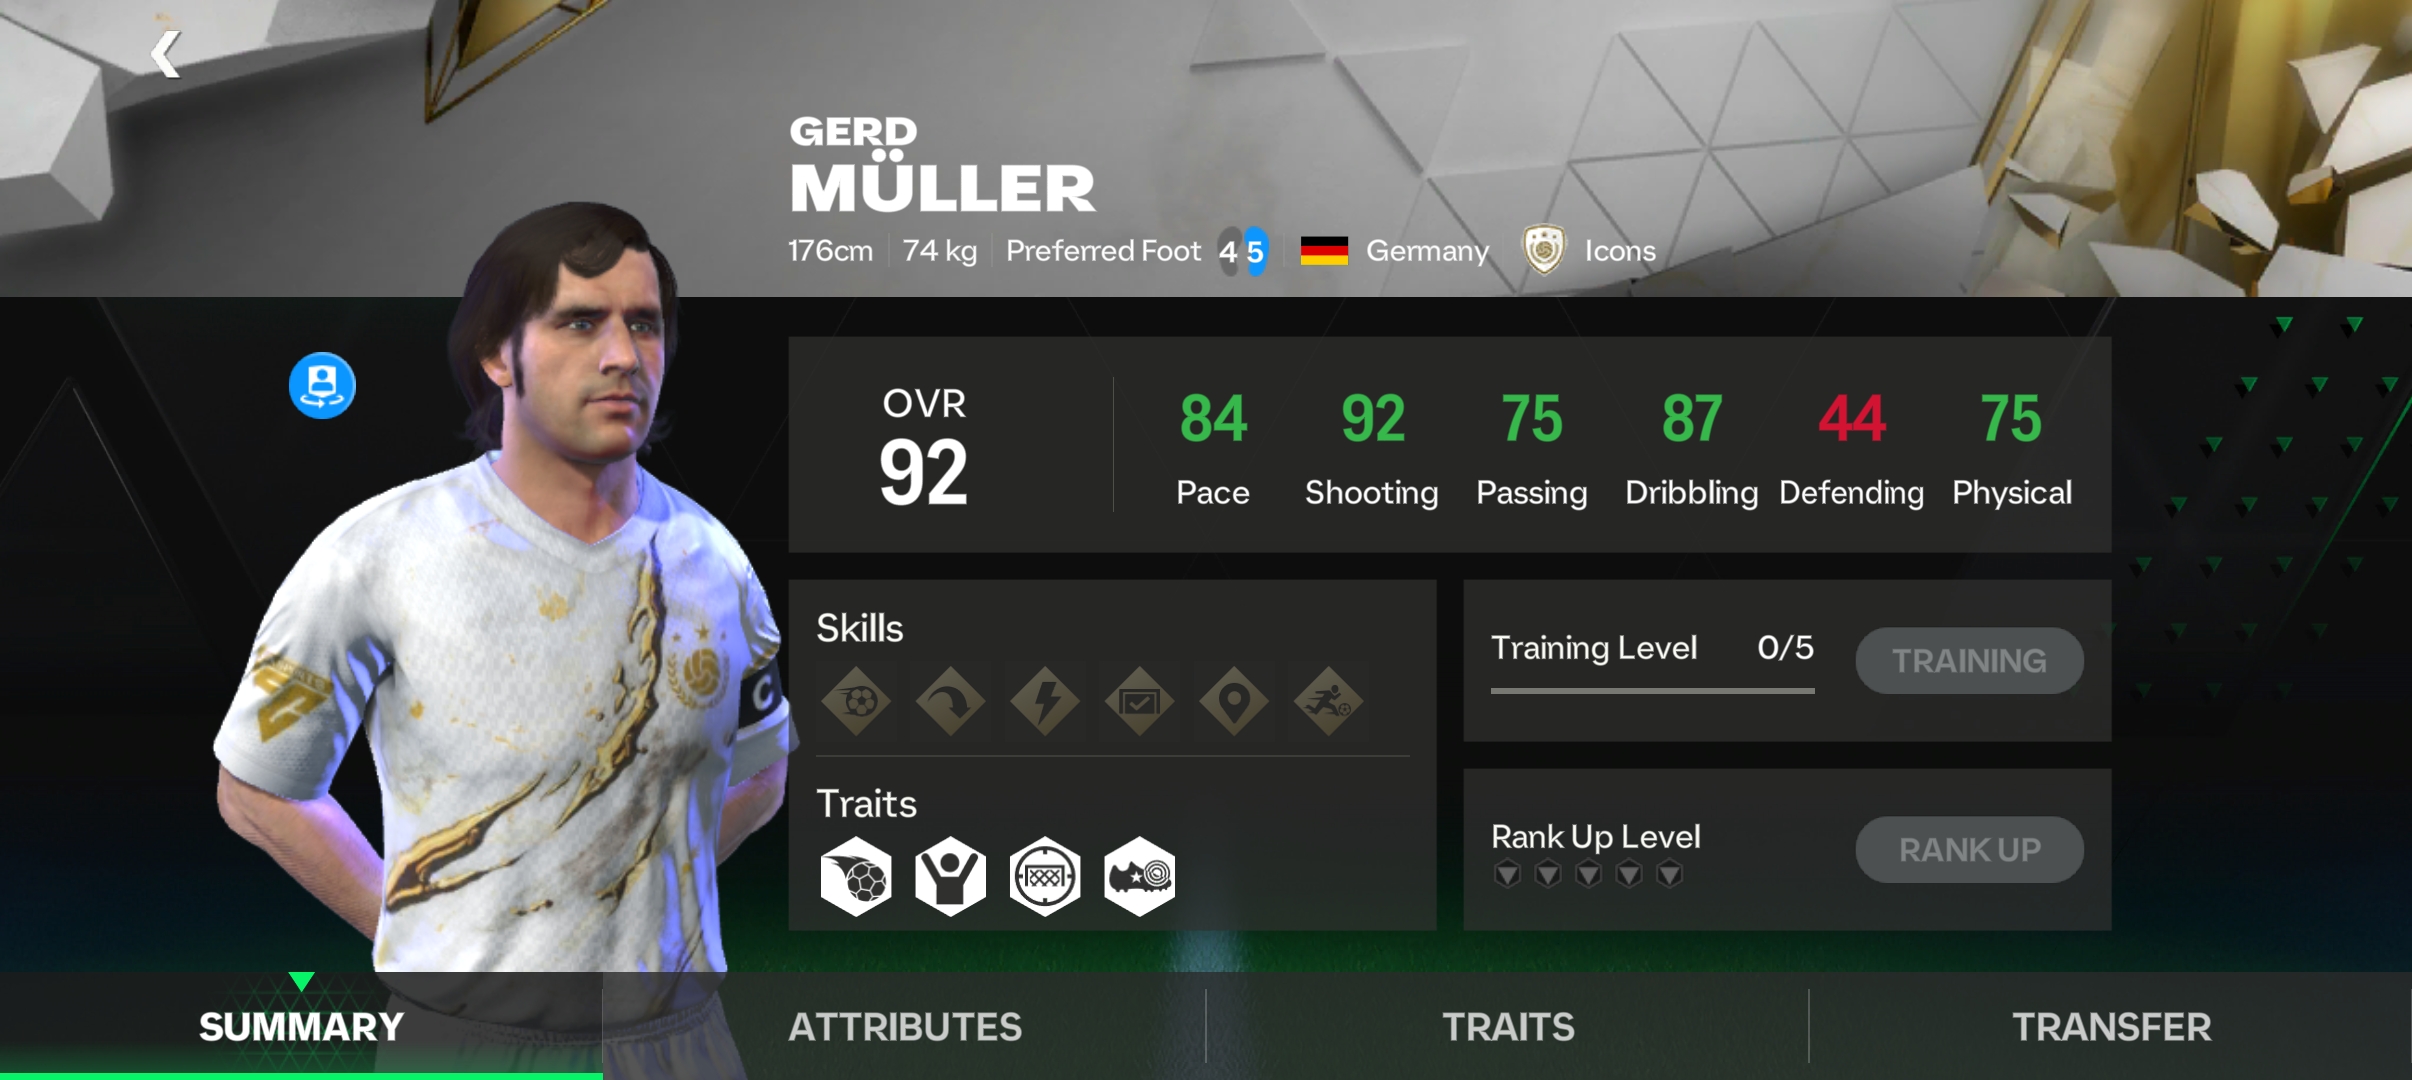 GERD
MÜLLER
176cm 74 kg Preferred Foot 4 5 Germany Icons
OVR
92
84 92 75 87 44 75
Pace Shooting Passing Dribbling Defending Physical
Skills
Training Level 0/5 TRAINING
Traits
Rank Up Level RANK UP
C
SUMMARY ATTRIBUTES TRAITS TRANSFER